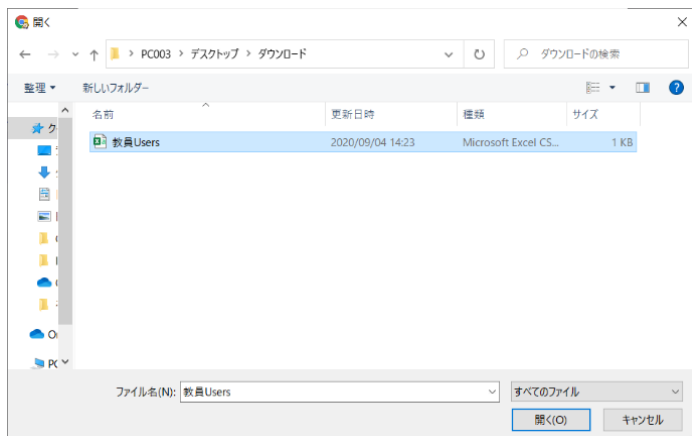 開く
PC003 > デスクトップ > ダウンロード
ダウンロードの検索
整理 新しいフォルダー
名前 更新日時 種類 サイズ
教員Users 2020/09/04 14:23 Microsoft Excel CS... 1 KB
ファイル名(N): 教員Users すべてのファイル
開く(O) キャンセル